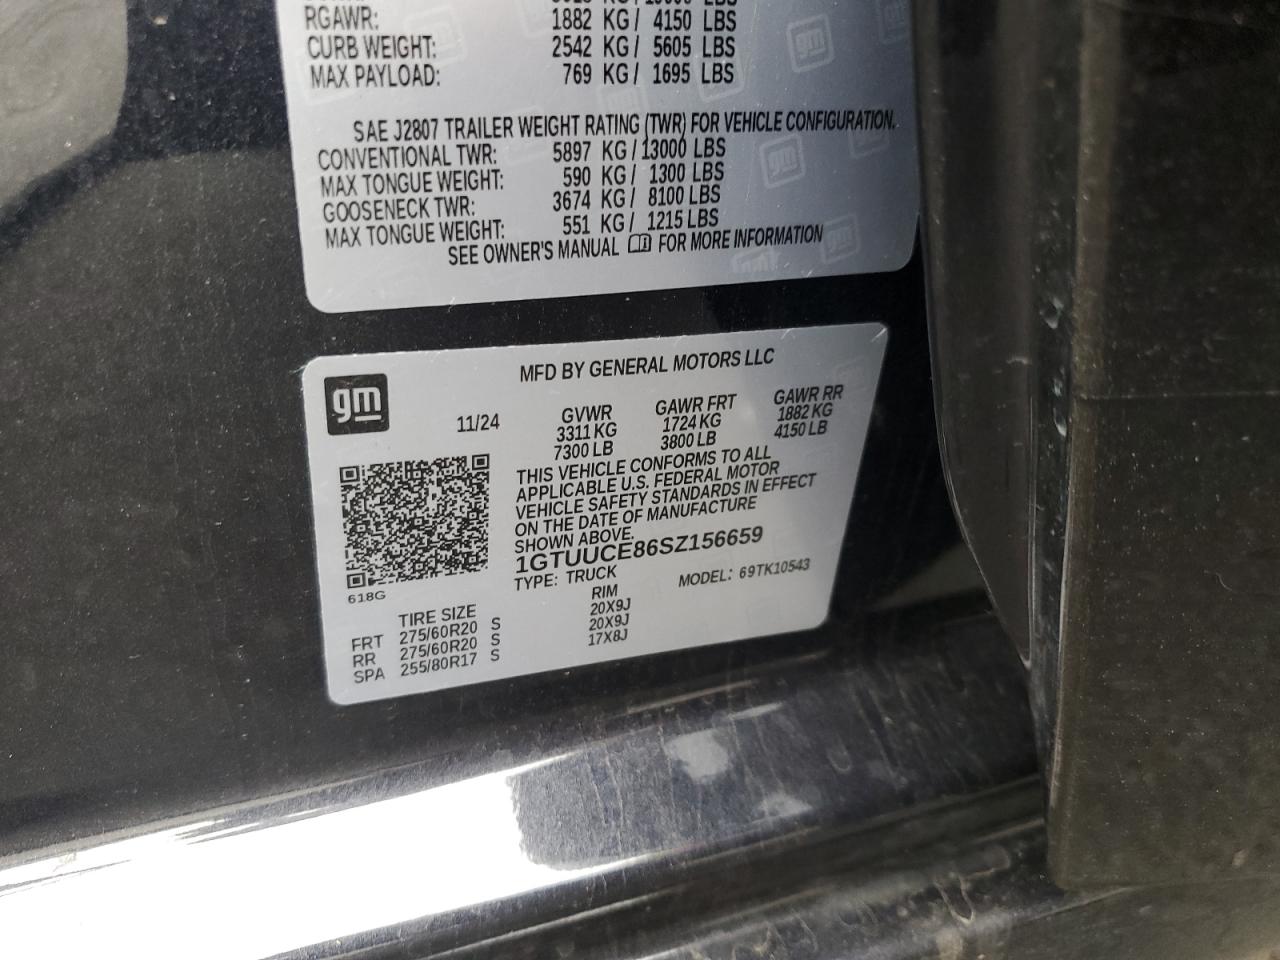 RGAWR: 1882 KG / 4150 LBS
CURB WEIGHT: 2542 KG / 5605 LBS
MAX PAYLOAD: 769 KG / 1695 LBS
SAE J2807 TRAILER WEIGHT RATING (TWR) FOR VEHICLE CONFIGURATION.
CONVENTIONAL TWR: 5897 KG / 13000 LBS
MAX TONGUE WEIGHT: 590 KG / 1300 LBS
GOOSENECK TWR: 3674 KG / 8100 LBS
MAX TONGUE WEIGHT: 551 KG / 1215 LBS
SEE OWNER'S MANUAL FOR MORE INFORMATION
gm
MFD BY GENERAL MOTORS LLC
11/24
GVWR GAWR FRT GAWR RR
3311 KG 1724 KG 1882 KG
7300 LB 3800 LB 4150 LB
THIS VEHICLE CONFORMS TO ALL
APPLICABLE U.S. FEDERAL MOTOR
VEHICLE SAFETY STANDARDS IN EFFECT
ON THE DATE OF MANUFACTURE
SHOWN ABOVE.
1GTUUCE86SZ156659
TYPE: TRUCK MODEL: 69TK10543
618G
TIRE SIZE RIM
FRT 275/60R20 S 20X9J
RR 275/60R20 S 20X9J
SPA 255/80R17 S 17X8J